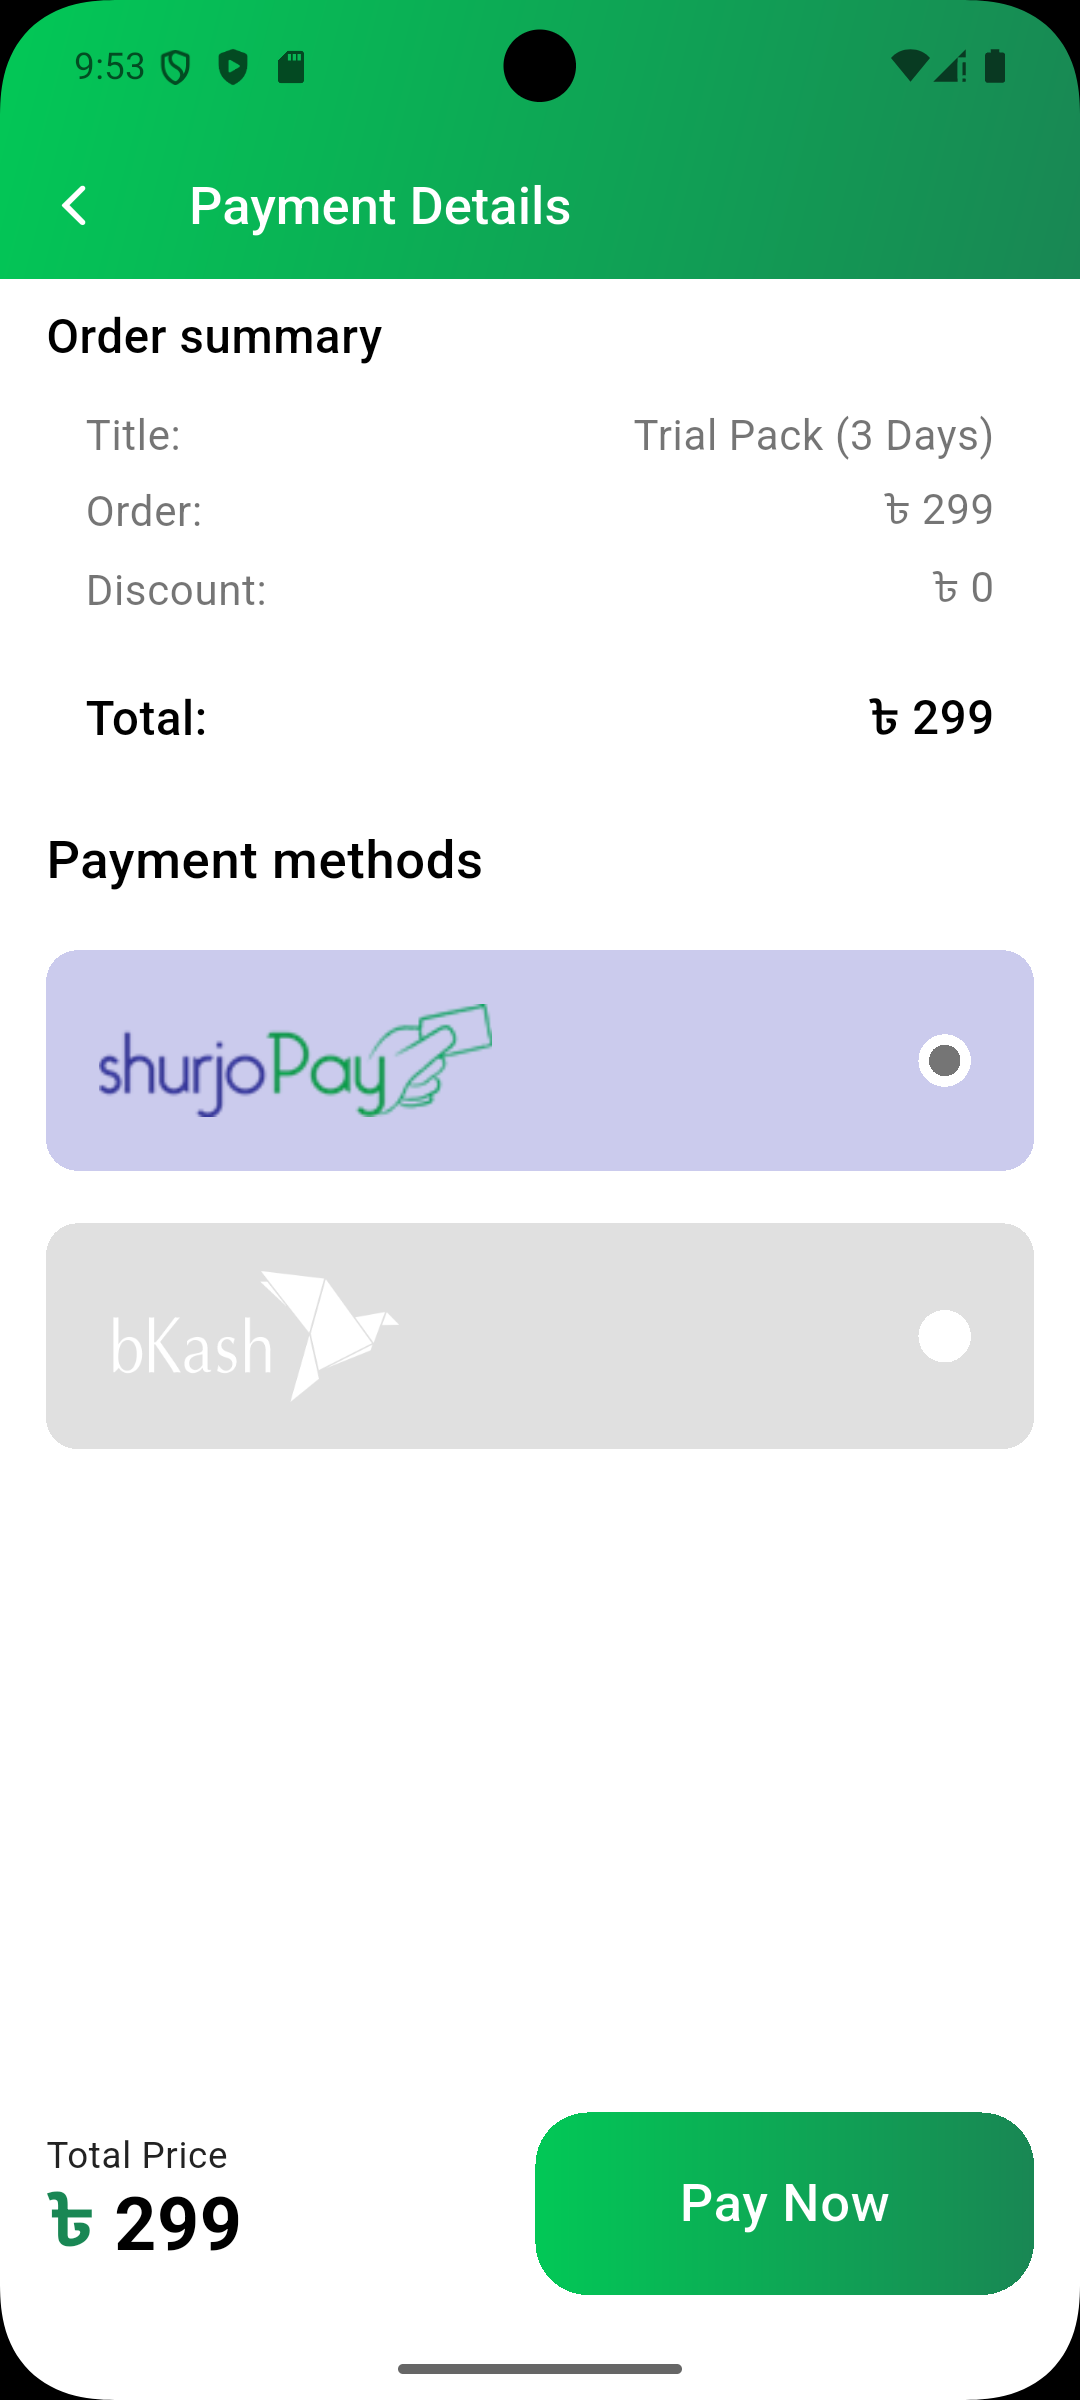 9:53
Payment Details
Order summary
Title: Trial Pack (3 Days)
Order: ৳ 299
Discount: ৳ 0
Total: ৳ 299
Payment methods
shurjoPay
bKash
Total Price
৳ 299
Pay Now